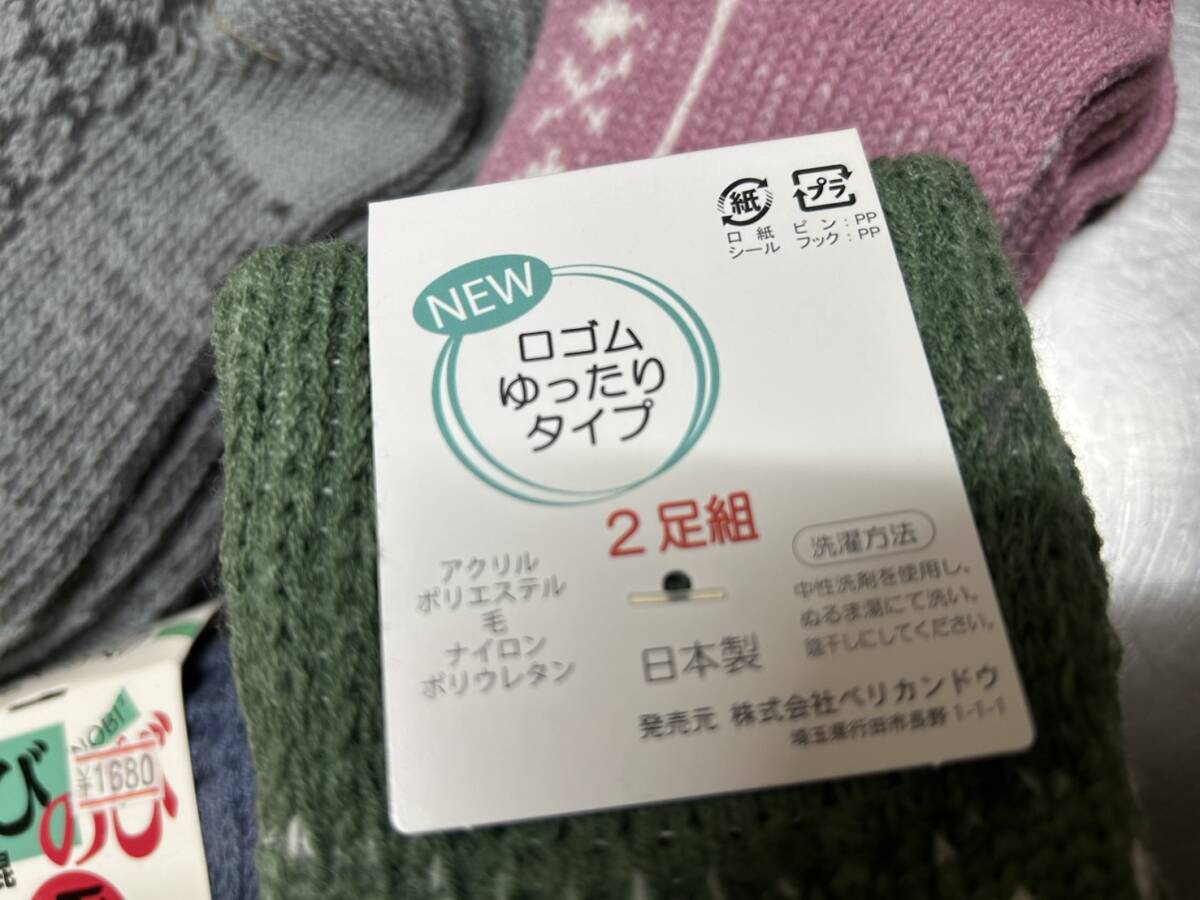 紙
プラ
口 紙
シール
ピ ン : PP
フック : PP
NEW
口ゴム
ゆったり
タイプ
2足組
アクリル
ポリエステル
毛
ナイロン
ポリウレタン
洗濯方法
中性洗剤を使用し、
ぬるま湯にて洗い。
陰干しにしてください。
日本製
発売元 株式会社ペリカンドウ
埼玉県行田市長野1-1-1
NOBI
¥1680
び
のび